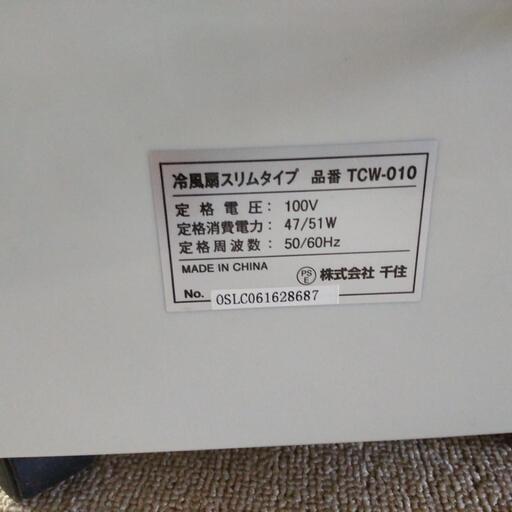 冷風扇スリムタイプ 品番 TCW-010
定格電圧: 100V
定格消費電力: 47/51W
定格周波数: 50/60Hz
MADE IN CHINA
PS E 株式会社 千住
No. OSLC061628687